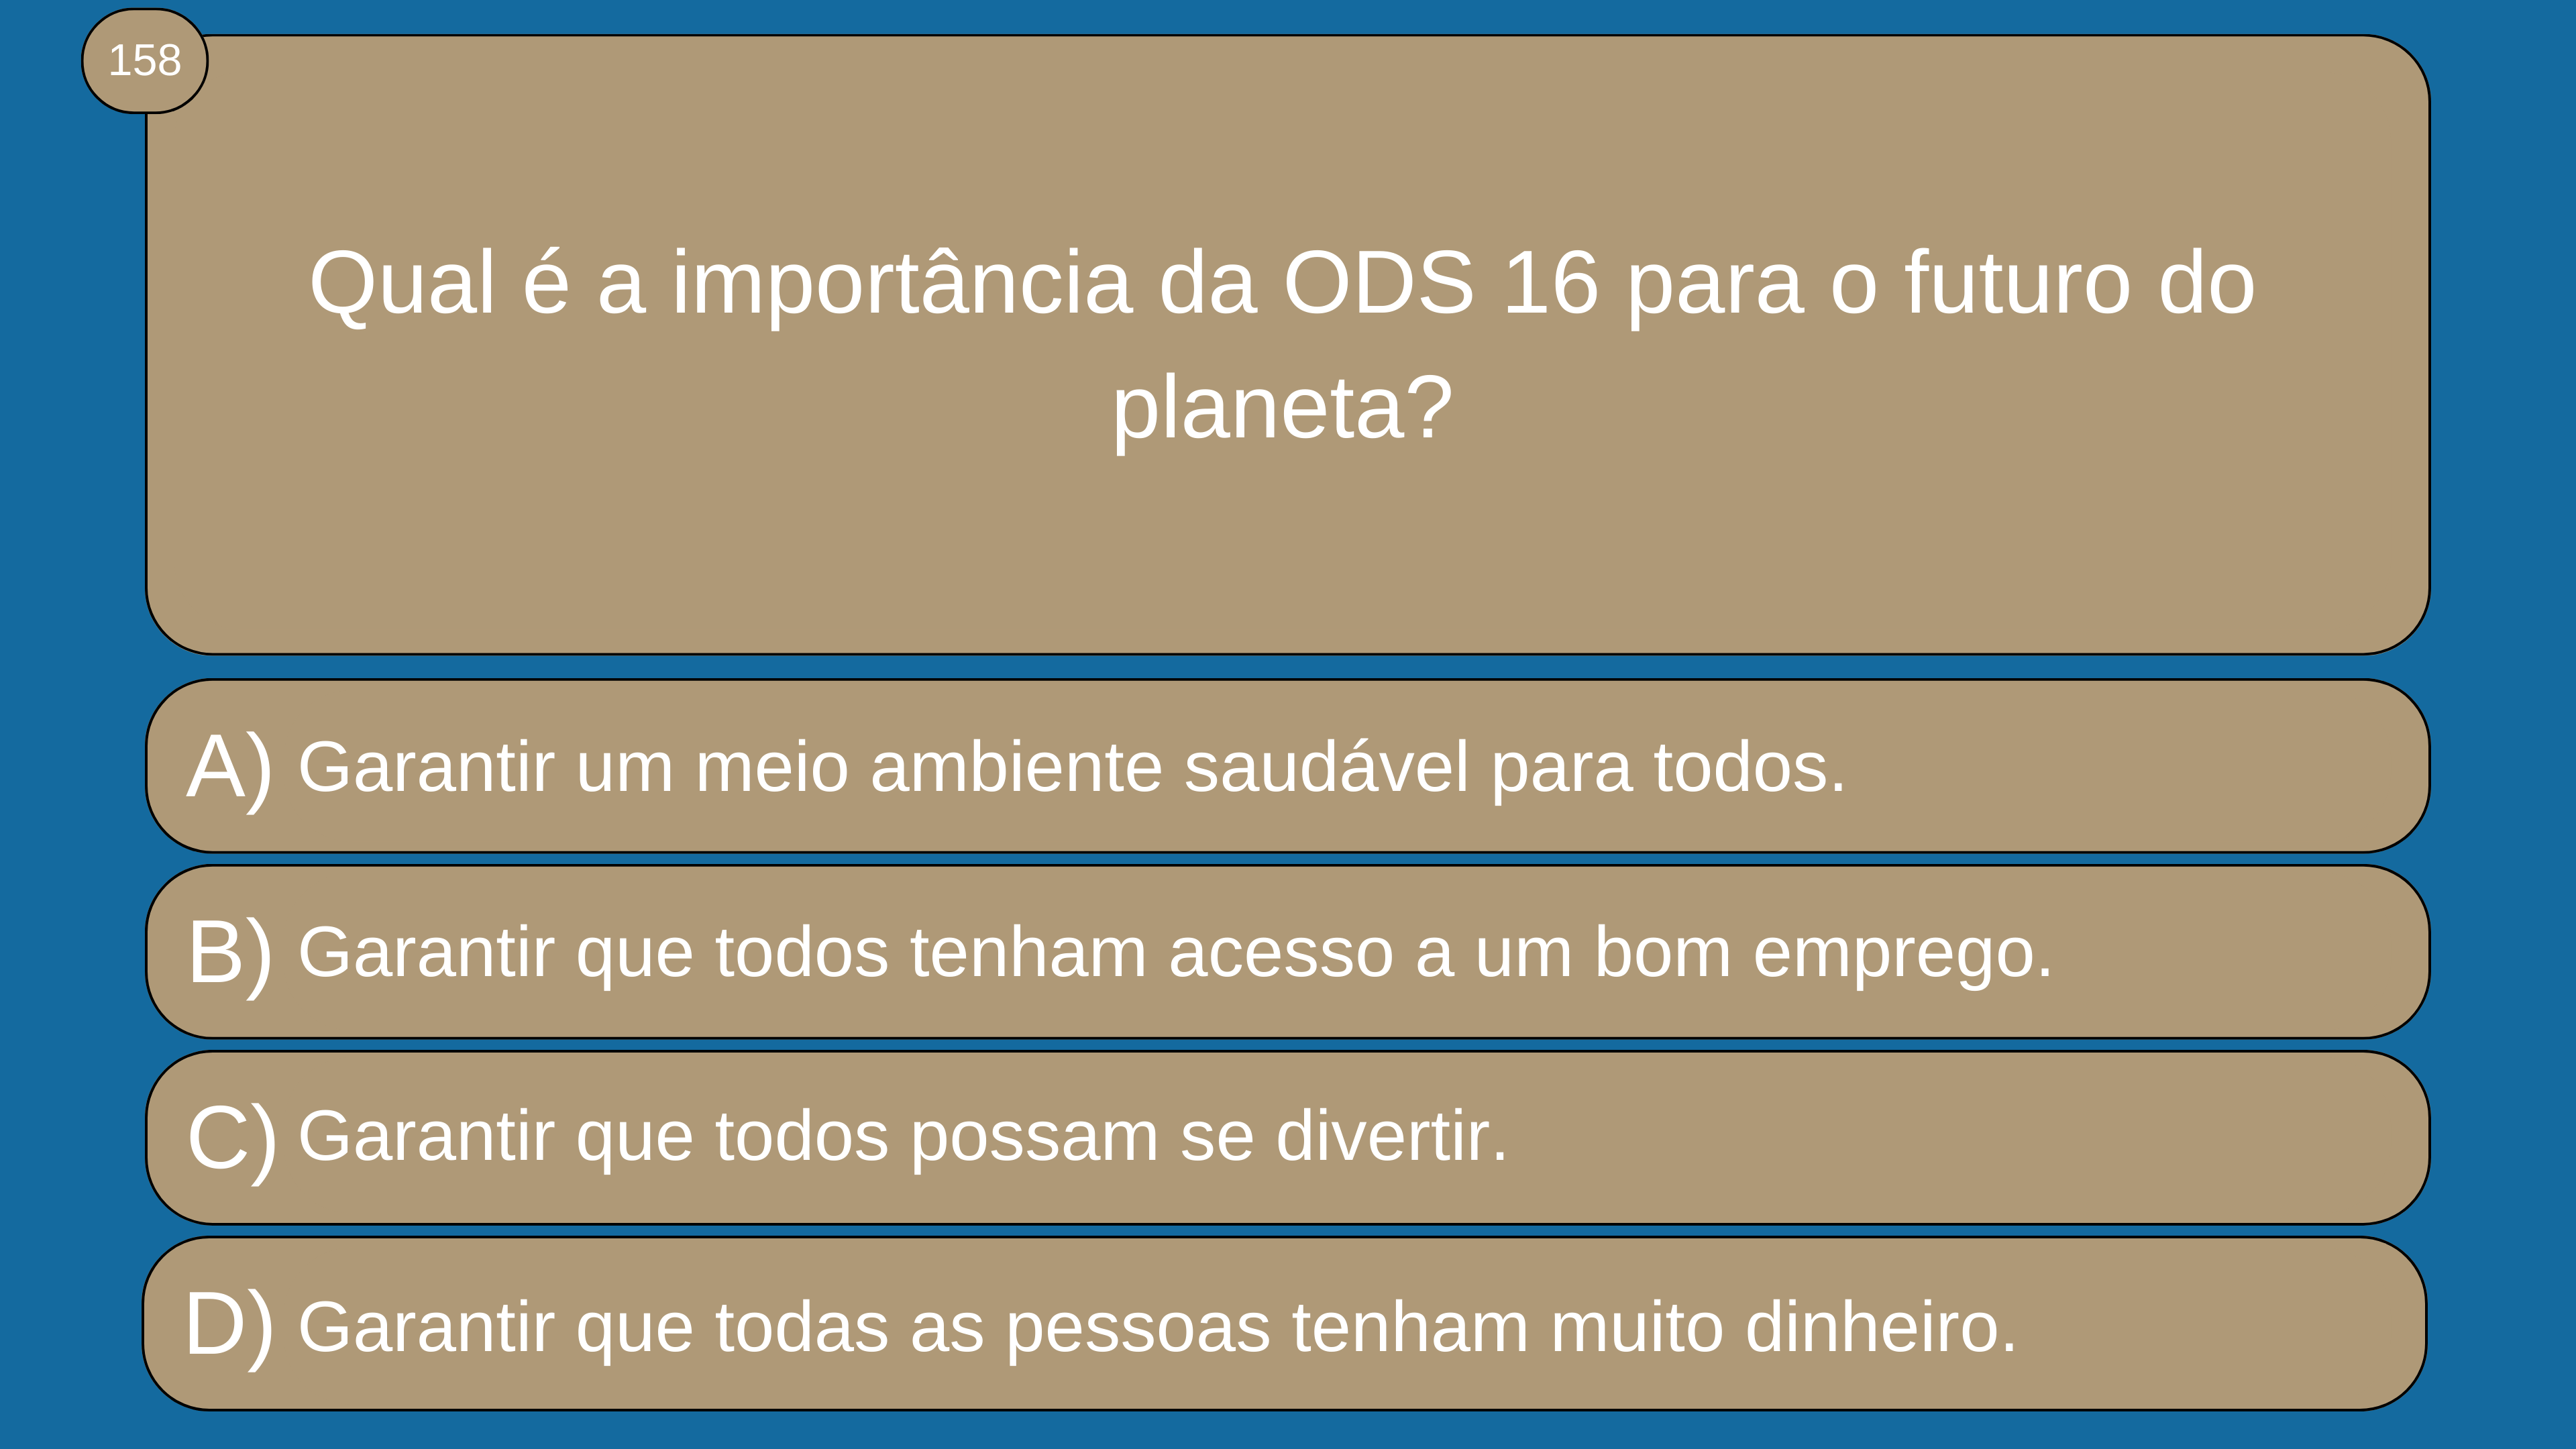 158
Qual é a importância da ODS 16 para o futuro do
planeta?
A) Garantir um meio ambiente saudável para todos.
B) Garantir que todos tenham acesso a um bom emprego.
C) Garantir que todos possam se divertir.
D) Garantir que todas as pessoas tenham muito dinheiro.